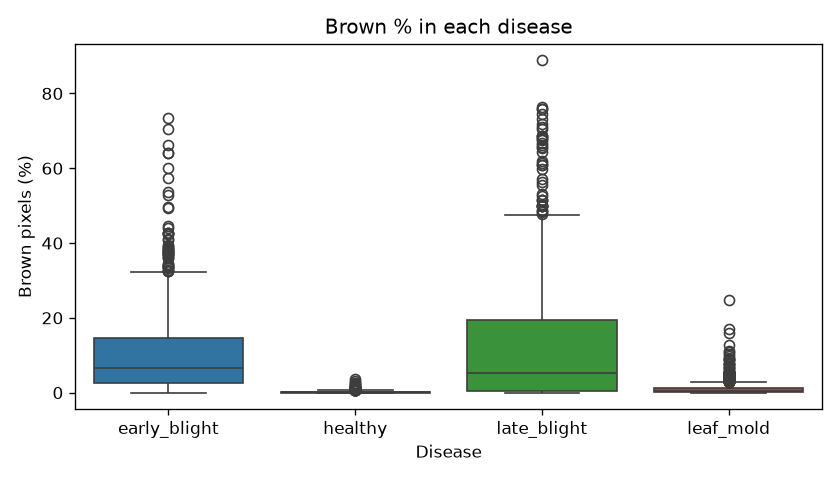 Brown % in each disease
Brown pixels (%)
80
60
40
20
0
early_blight
healthy
late_blight
leaf_mold
Disease